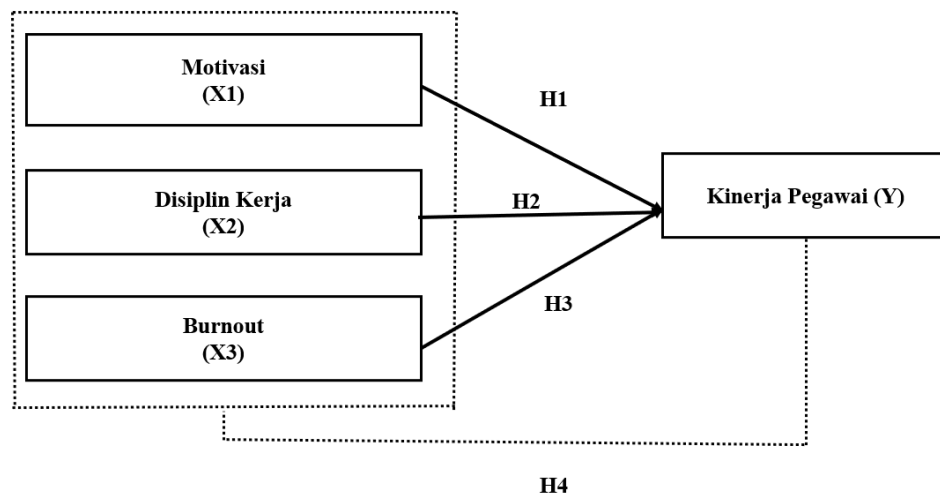 Motivasi
(X1)
H1
Disiplin Kerja
(X2)
H2
Kinerja Pegawai (Y)
Burnout
(X3)
H3
H4